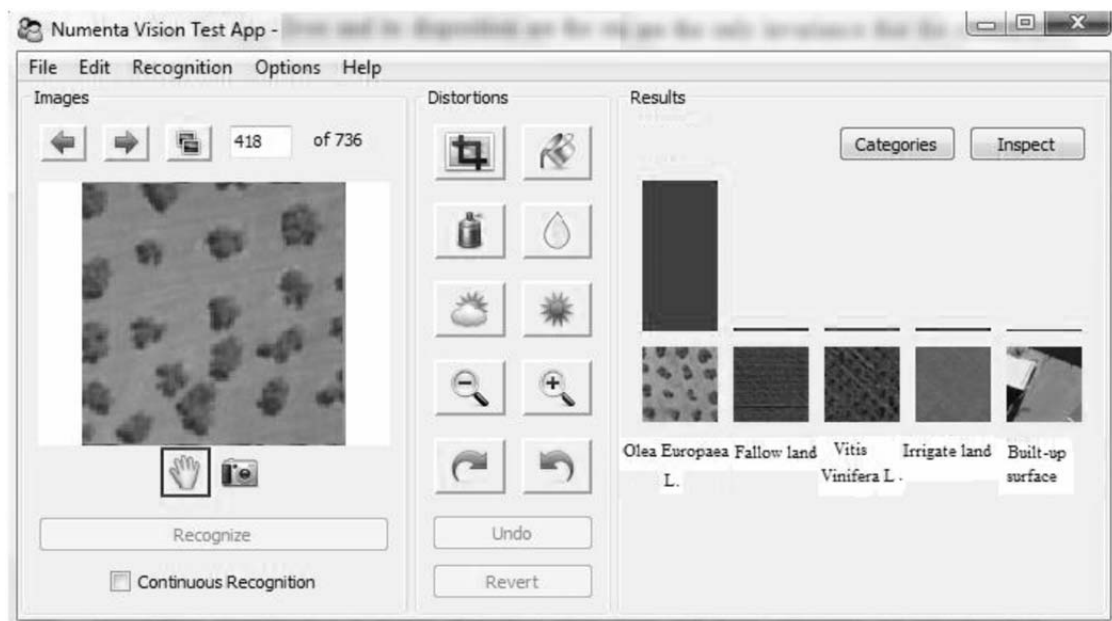 Numenta Vision Test App -
File Edit Recognition Options Help
Images
418 of 736
Recognize
Continuous Recognition
Distortions
Undo
Revert
Results
Categories Inspect
Olea Europaea L.
Fallow land
Vitis Vinifera L.
Irrigate land
Built-up surface